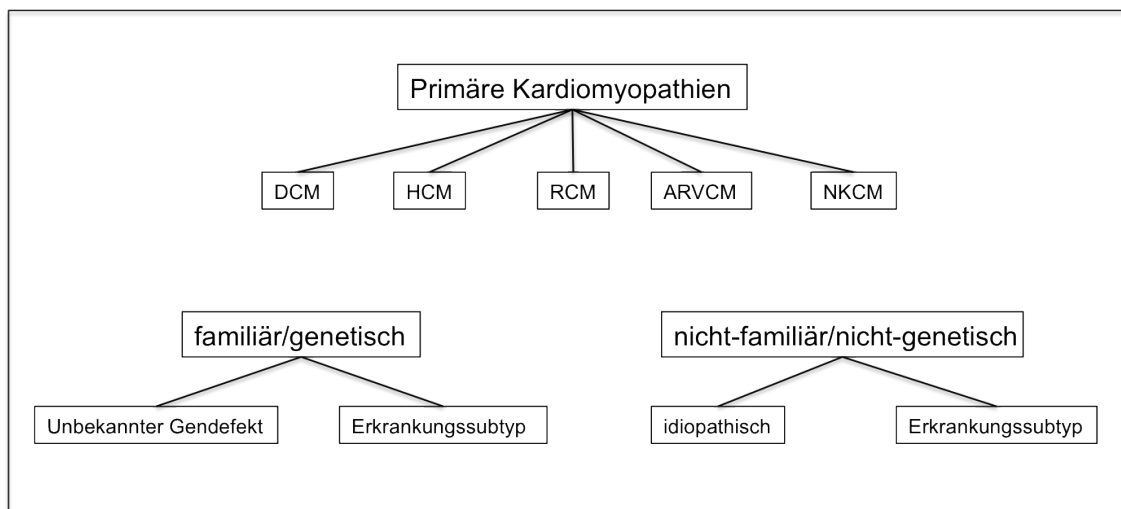 Primäre Kardiomyopathien
DCM
HCM
RCM
ARVCM
NKCM
familiär/genetisch
nicht-familiär/nicht-genetisch
Unbekannter Gendefekt
Erkrankungssubtyp
idiopathisch
Erkrankungssubtyp